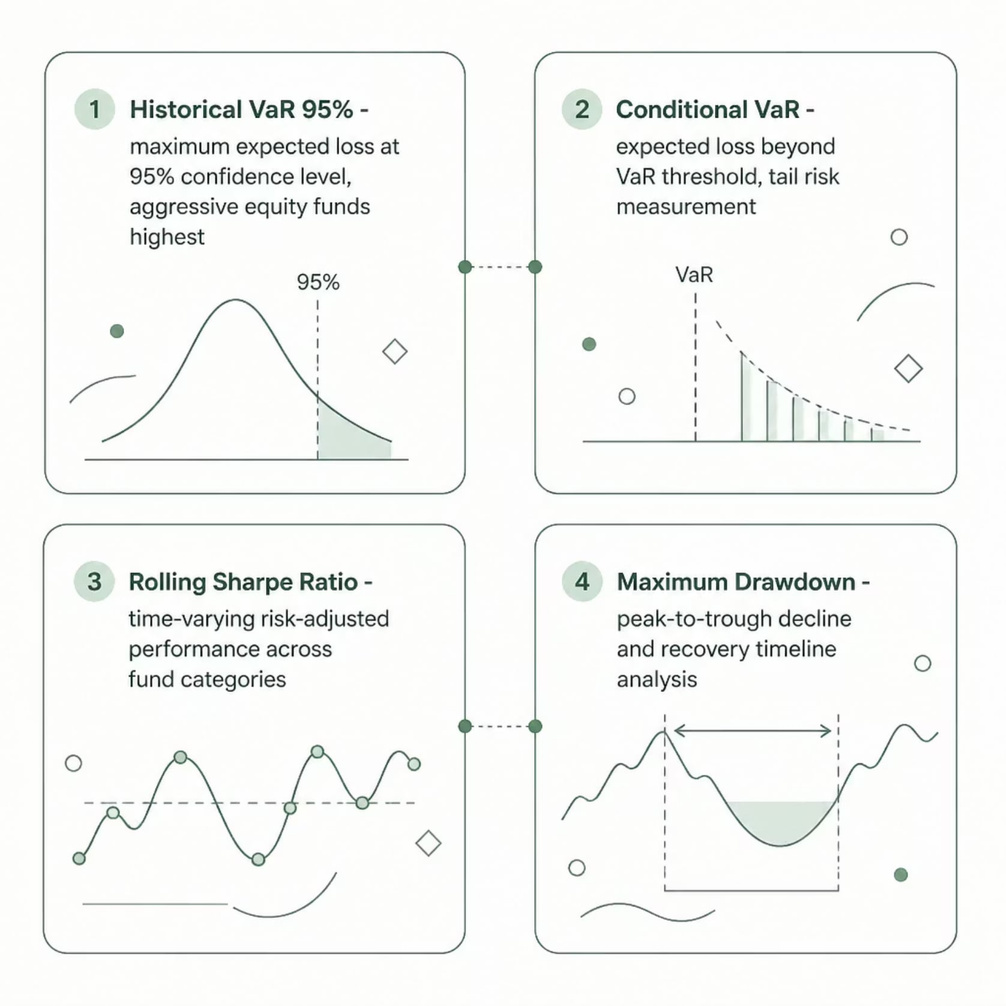 1 Historical VaR 95% -
maximum expected loss at
95% confidence level,
aggressive equity funds
highest
95%
2 Conditional VaR -
expected loss beyond
VaR threshold, tail risk
measurement
VaR
3 Rolling Sharpe Ratio -
time-varying risk-adjusted
performance across
fund categories
4 Maximum Drawdown -
peak-to-trough decline
and recovery timeline
analysis